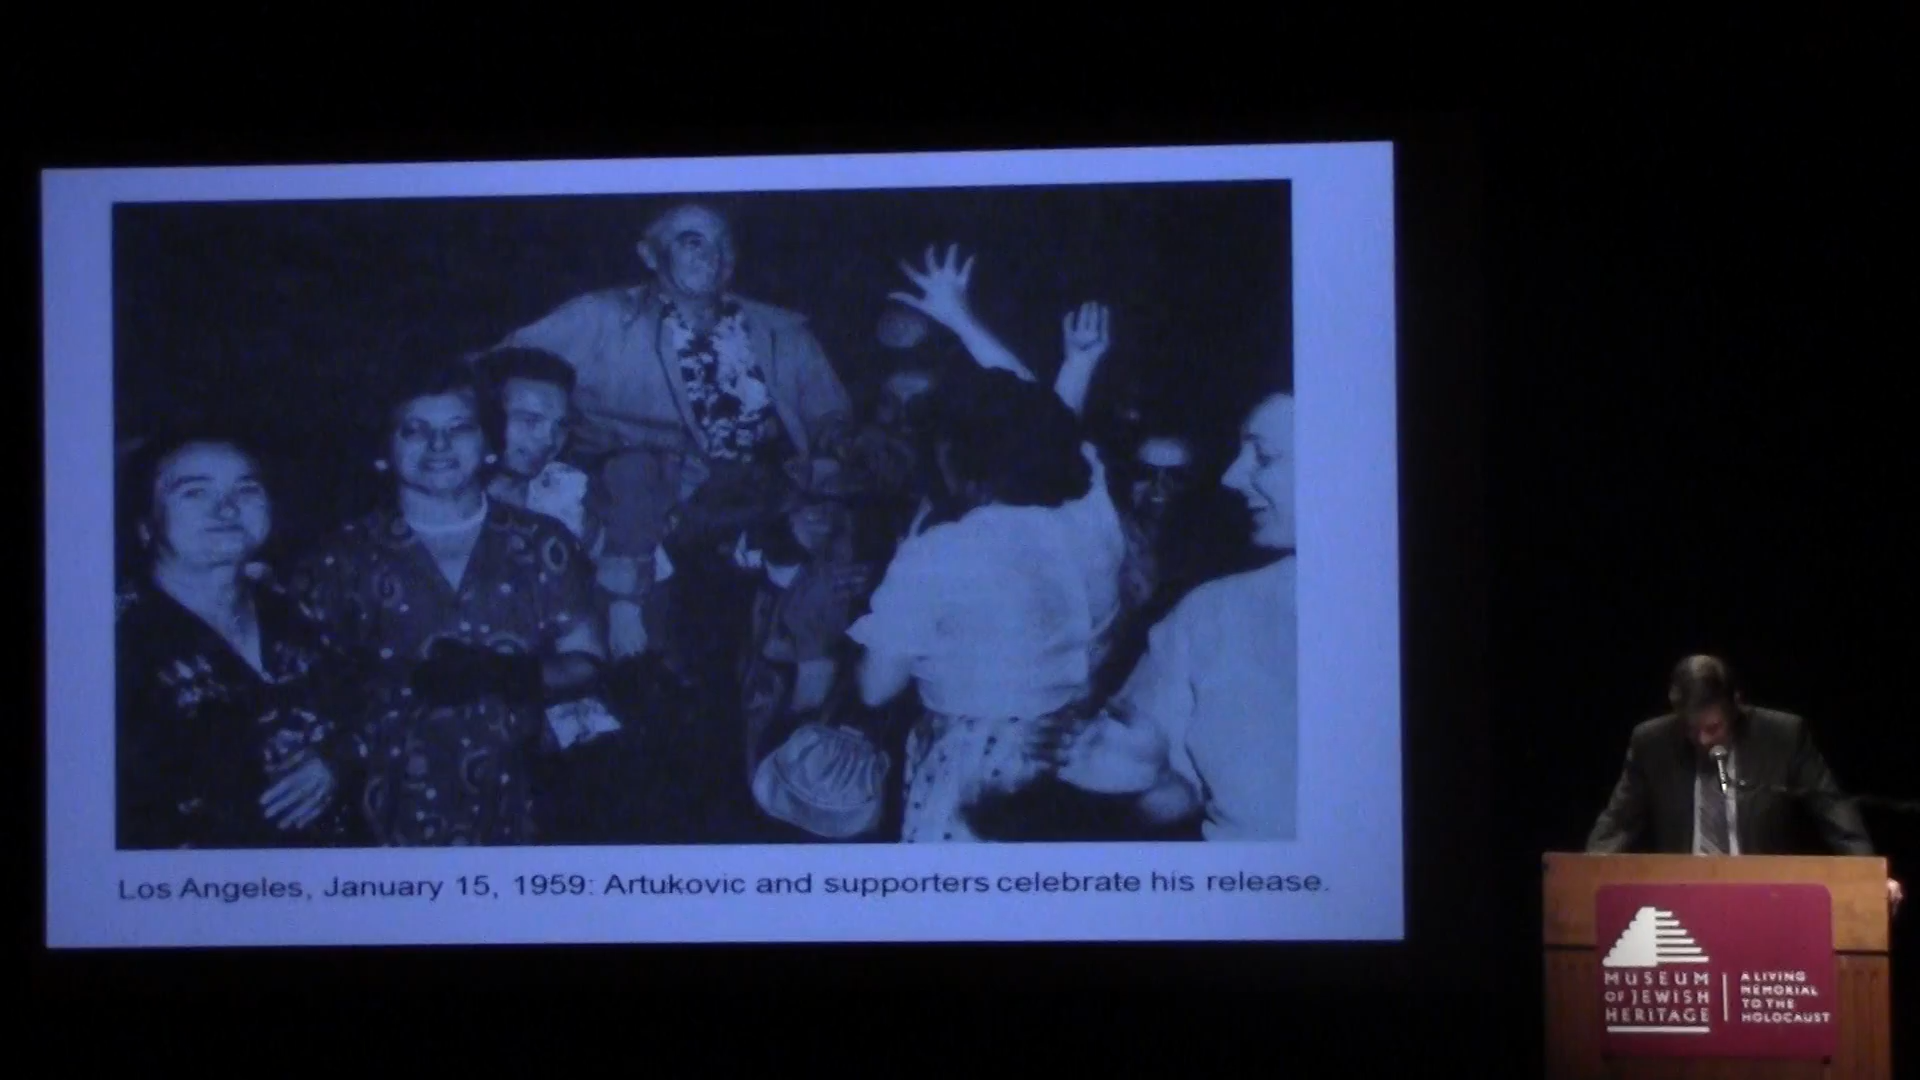 Los Angeles, January 15, 1959: Artukovic and supporters celebrate his release.
MUSEUM
OF JEWISH
HERITAGE
A LIVING
MEMORIAL
TO THE
HOLOCAUST